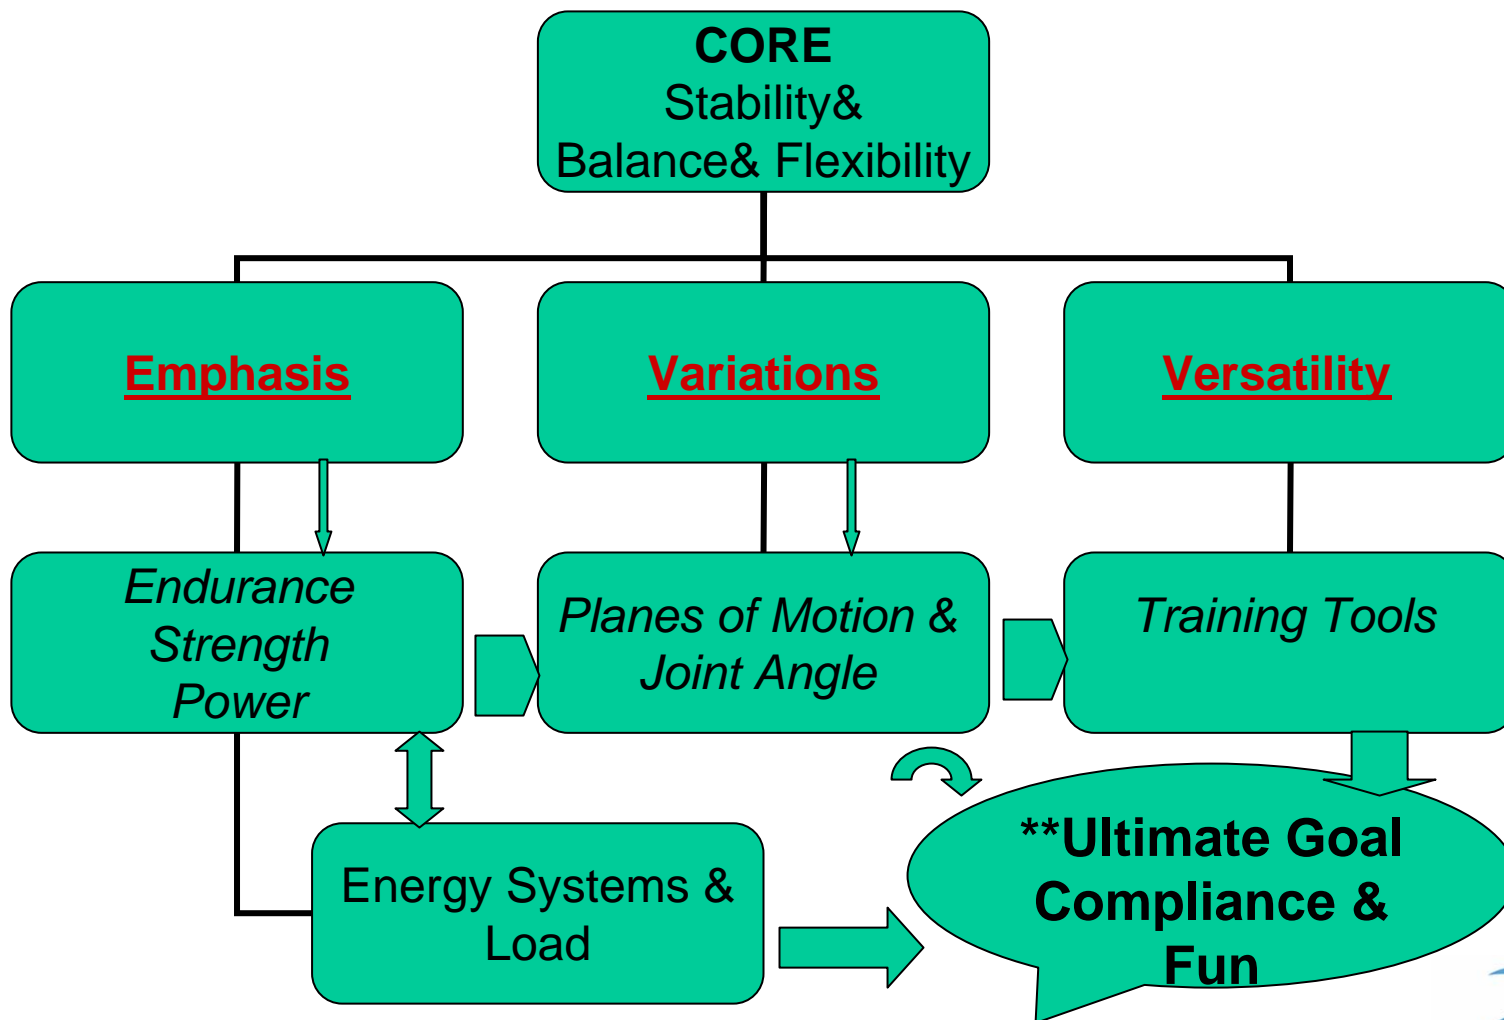 CORE
Stability&
Balance& Flexibility
Emphasis
Variations
Versatility
Endurance
Strength
Power
Planes of Motion &
Joint Angle
Training Tools
Energy Systems &
Load
**Ultimate Goal
Compliance &
Fun